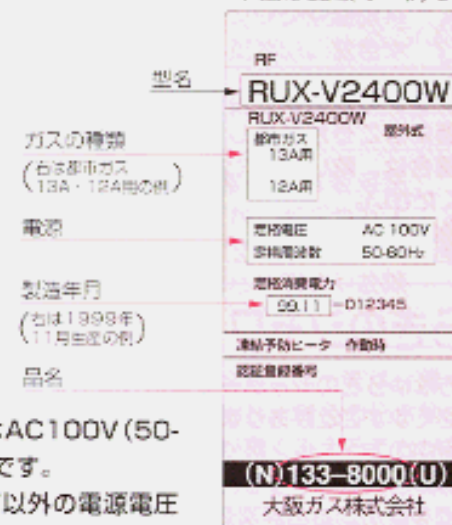 RF
型名
RUX-V2400W
RUX-V2400W
屋外式
ガスの種類
(右は都市ガス
13A・12A用の例)
都市ガス
13A用
12A用
電源
定格電圧 AC 100V
定格周波数 50-60Hz
製造年月
(右は1999年
11月生産の例)
定格消費電力
99.11-012345
凍結予防ヒータ 作動時
品名
認証登録番号
AC100V(50-
です。
以外の電源電圧
(N)133-8000(U)
大阪ガス株式会社